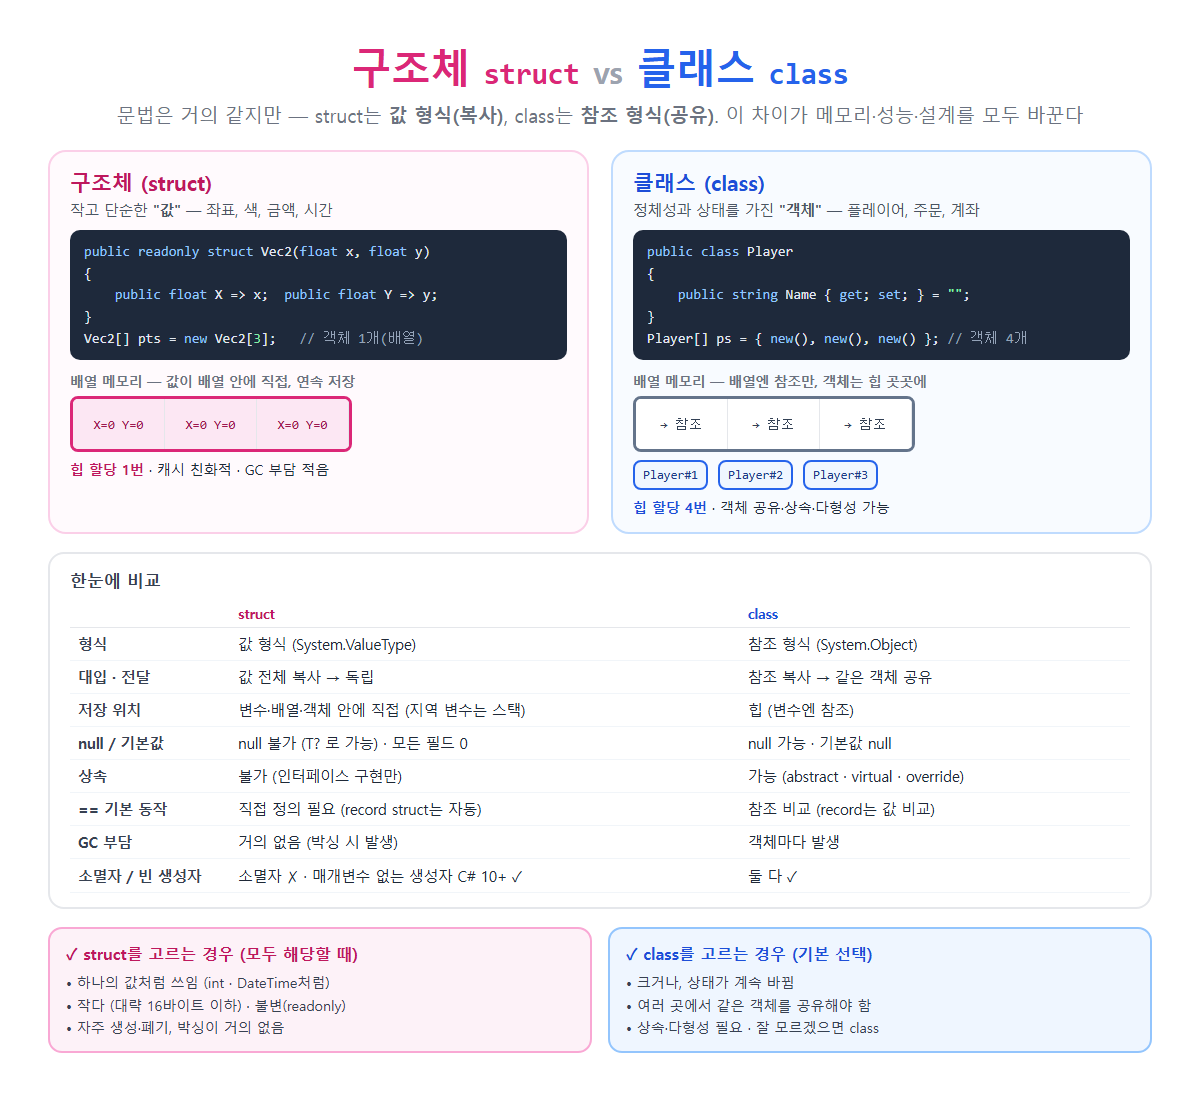 구조체 struct vs 클래스 class
문법은 거의 같지만 — struct는 값 형식(복사), class는 참조 형식(공유). 이 차이가 메모리·성능·설계를 모두 바꾼다
구조체 (struct)
작고 단순한 "값" — 좌표, 색, 금액, 시간
public readonly struct Vec2(float x, float y)
{
    public float X => x;  public float Y => y;
}
Vec2[] pts = new Vec2[3];   // 객체 1개(배열)
배열 메모리 — 값이 배열 안에 직접, 연속 저장
X=0 Y=0 X=0 Y=0 X=0 Y=0
힙 할당 1번 · 캐시 친화적 · GC 부담 적음
클래스 (class)
정체성과 상태를 가진 "객체" — 플레이어, 주문, 계좌
public class Player
{
    public string Name { get; set; } = "";
}
Player[] ps = { new(), new(), new() }; // 객체 4개
배열 메모리 — 배열엔 참조만, 객체는 힙 곳곳에
→ 참조 → 참조 → 참조
Player#1 Player#2 Player#3
힙 할당 4번 · 객체 공유·상속·다형성 가능
한눈에 비교
struct class
형식 값 형식 (System.ValueType) 참조 형식 (System.Object)
대입 · 전달 값 전체 복사 → 독립 참조 복사 → 같은 객체 공유
저장 위치 변수·배열·객체 안에 직접 (지역 변수는 스택) 힙 (변수엔 참조)
null / 기본값 null 불가 (T? 로 가능) · 모든 필드 0 null 가능 · 기본값 null
상속 불가 (인터페이스 구현만) 가능 (abstract · virtual · override)
== 기본 동작 직접 정의 필요 (record struct는 자동) 참조 비교 (record는 값 비교)
GC 부담 거의 없음 (박싱 시 발생) 객체마다 발생
소멸자 / 빈 생성자 소멸자 ✗ · 매개변수 없는 생성자 C# 10+ ✓ 둘 다 ✓
✓ struct를 고르는 경우 (모두 해당할 때)
• 하나의 값처럼 쓰임 (int · DateTime처럼)
• 작다 (대략 16바이트 이하) · 불변(readonly)
• 자주 생성·폐기, 박싱이 거의 없음
✓ class를 고르는 경우 (기본 선택)
• 크거나, 상태가 계속 바뀜
• 여러 곳에서 같은 객체를 공유해야 함
• 상속·다형성 필요 · 잘 모르겠으면 class